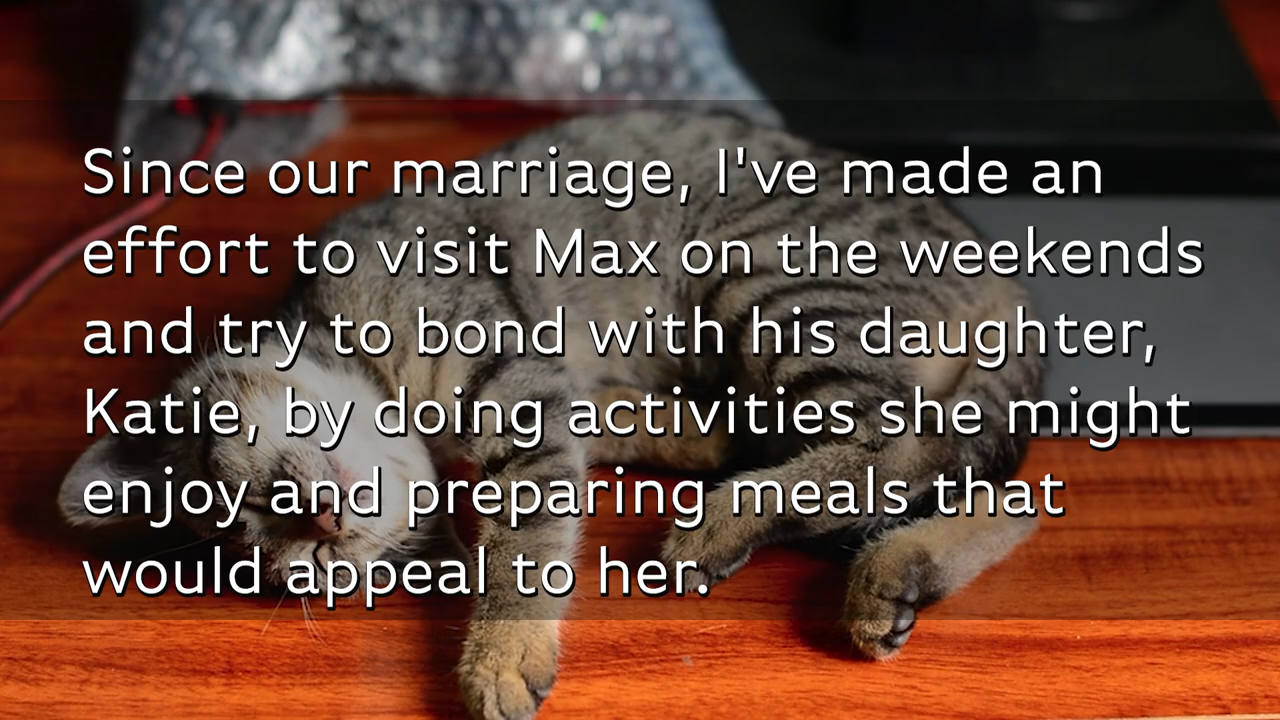 Since our marriage, I've made an
effort to visit Max on the weekends
and try to bond with his daughter,
Katie, by doing activities she might
enjoy and preparing meals that
would appeal to her.